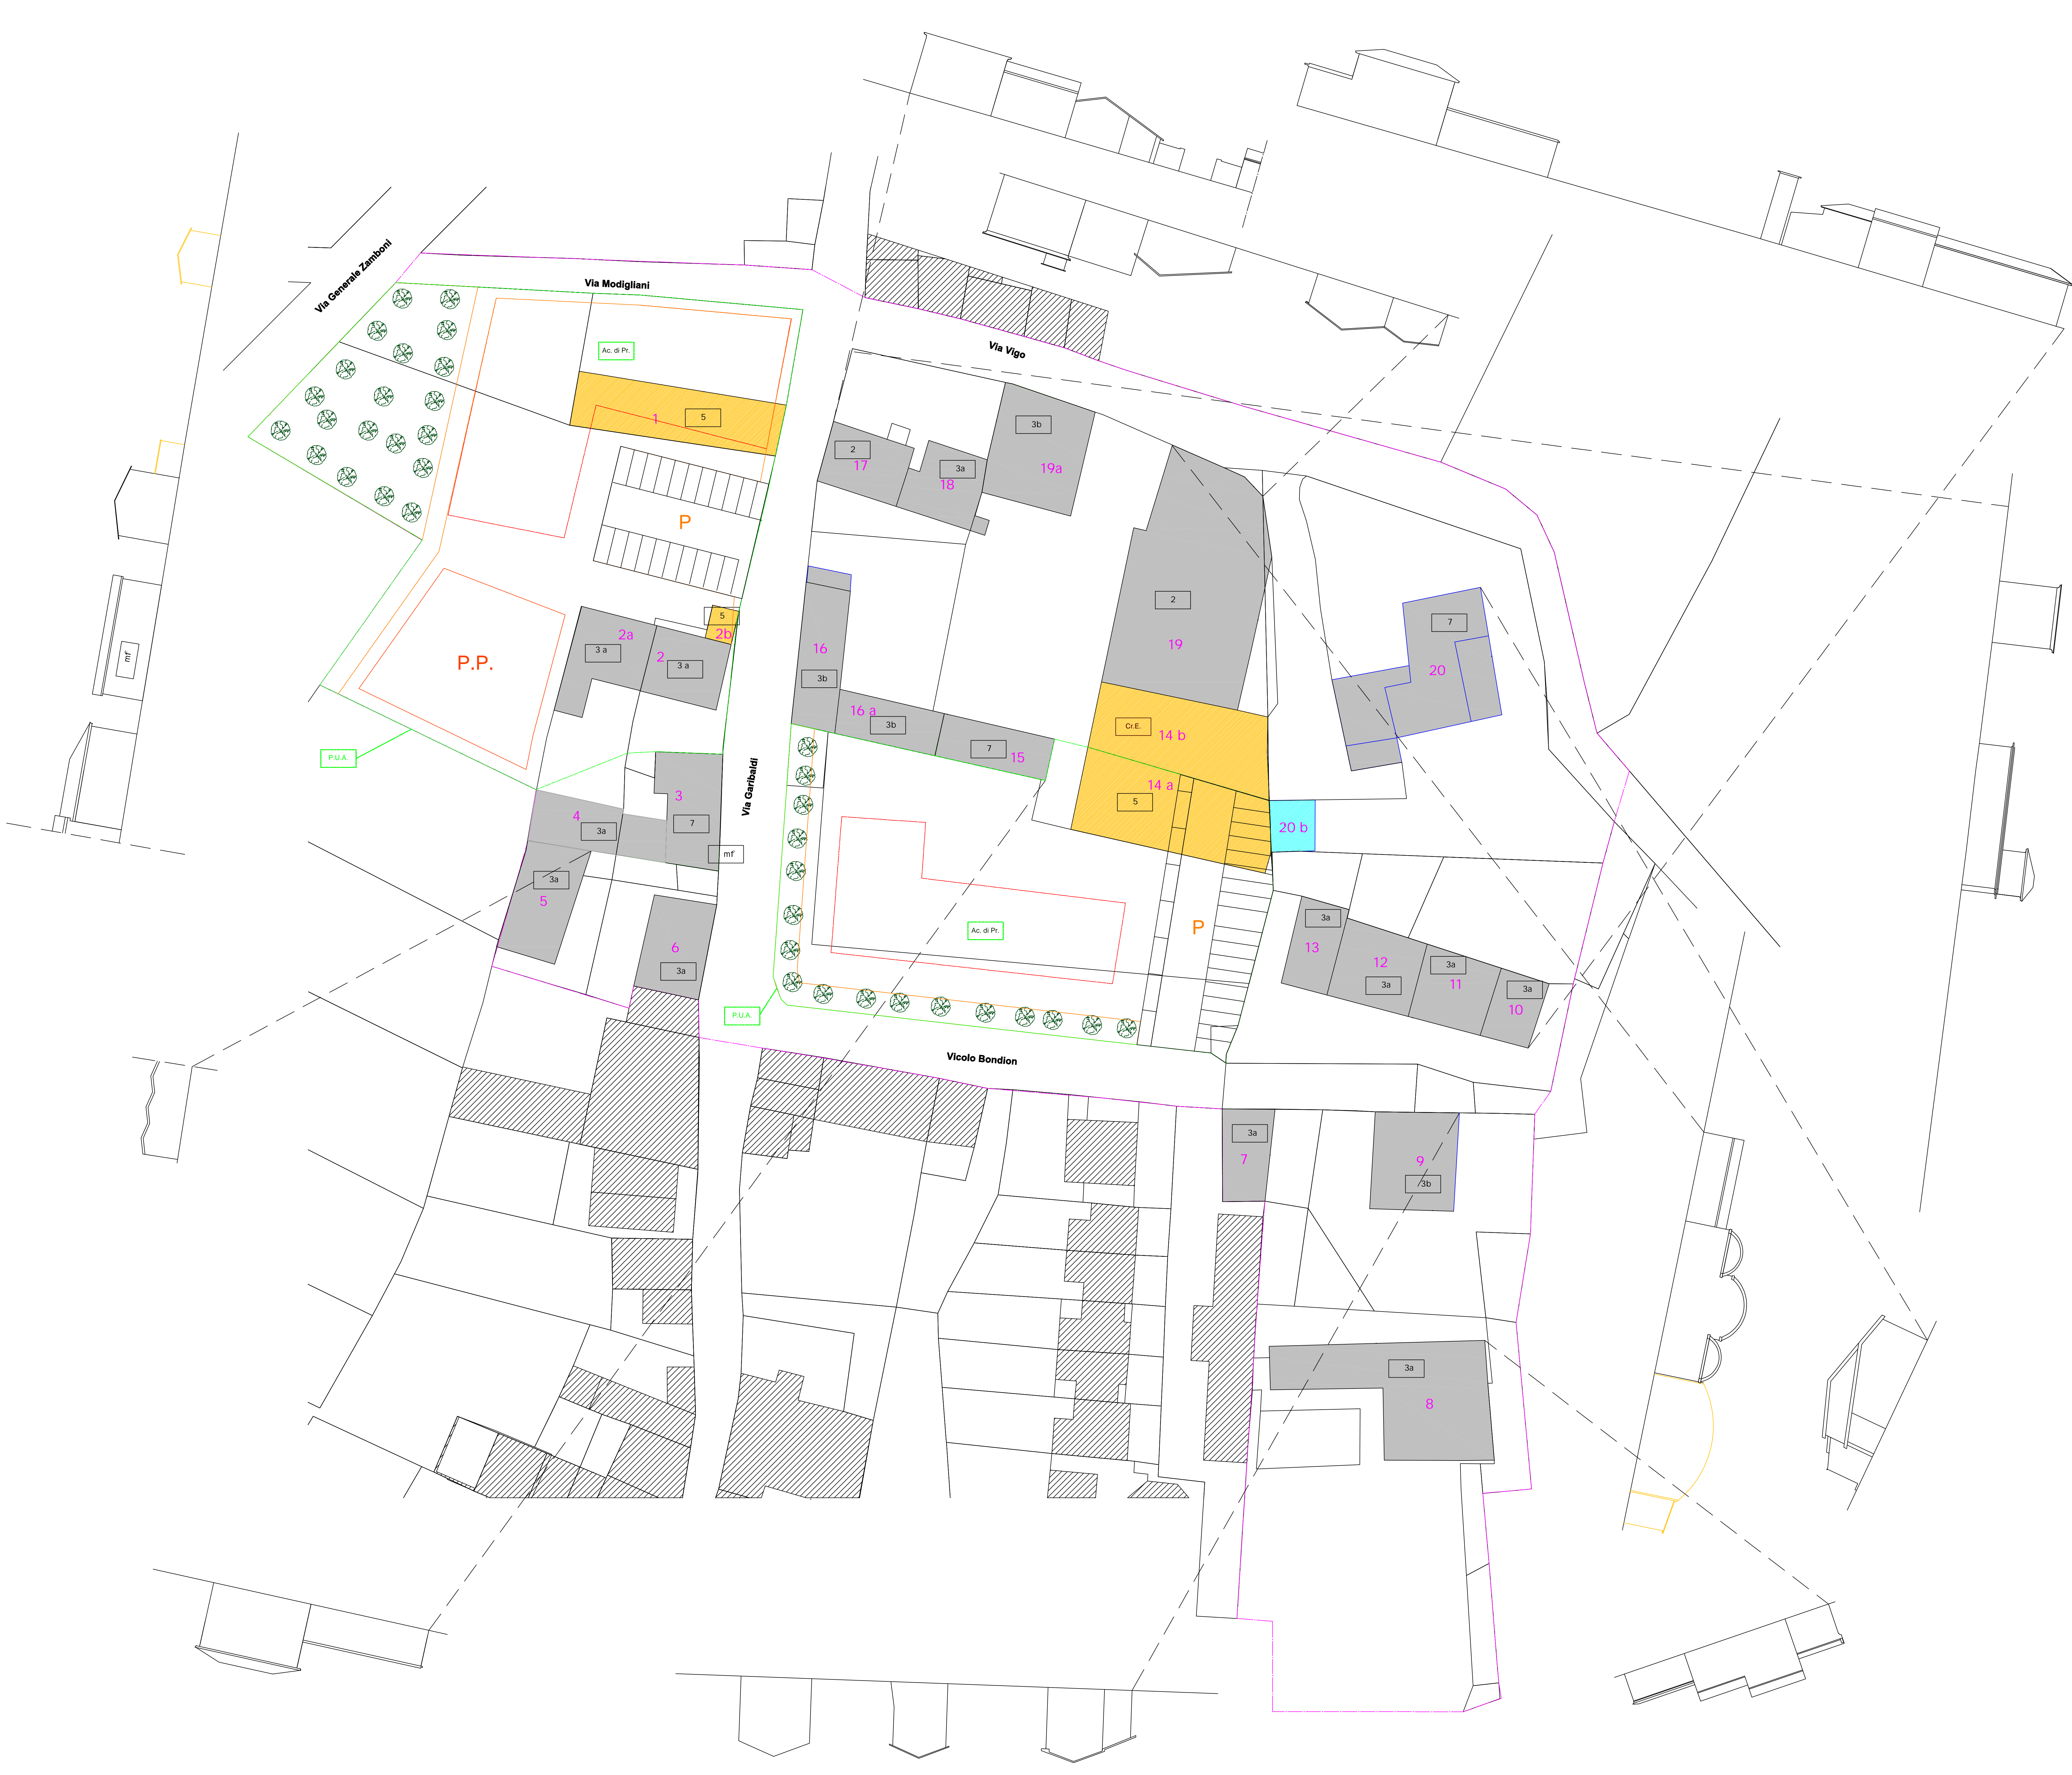 Via Generale Zamboni
Via Modigliani
Via Vigo
Ac. di Pr.
1
5
3b
2
17
3a
18
19a
P
5
2b
2a
3 a
2
3 a
P.P.
2
19
7
20
16
3b
16 a
3b
7
15
Cr.E.
14 b
14 a
5
mf
P.U.A.
Via Garibaldi
3
7
mf
4
3a
20 b
3a
5
6
3a
Ac. di Pr.
P
3a
13
12
3a
3a
11
3a
10
P.U.A.
Vicolo Bondion
3a
7
9
3b
3a
8